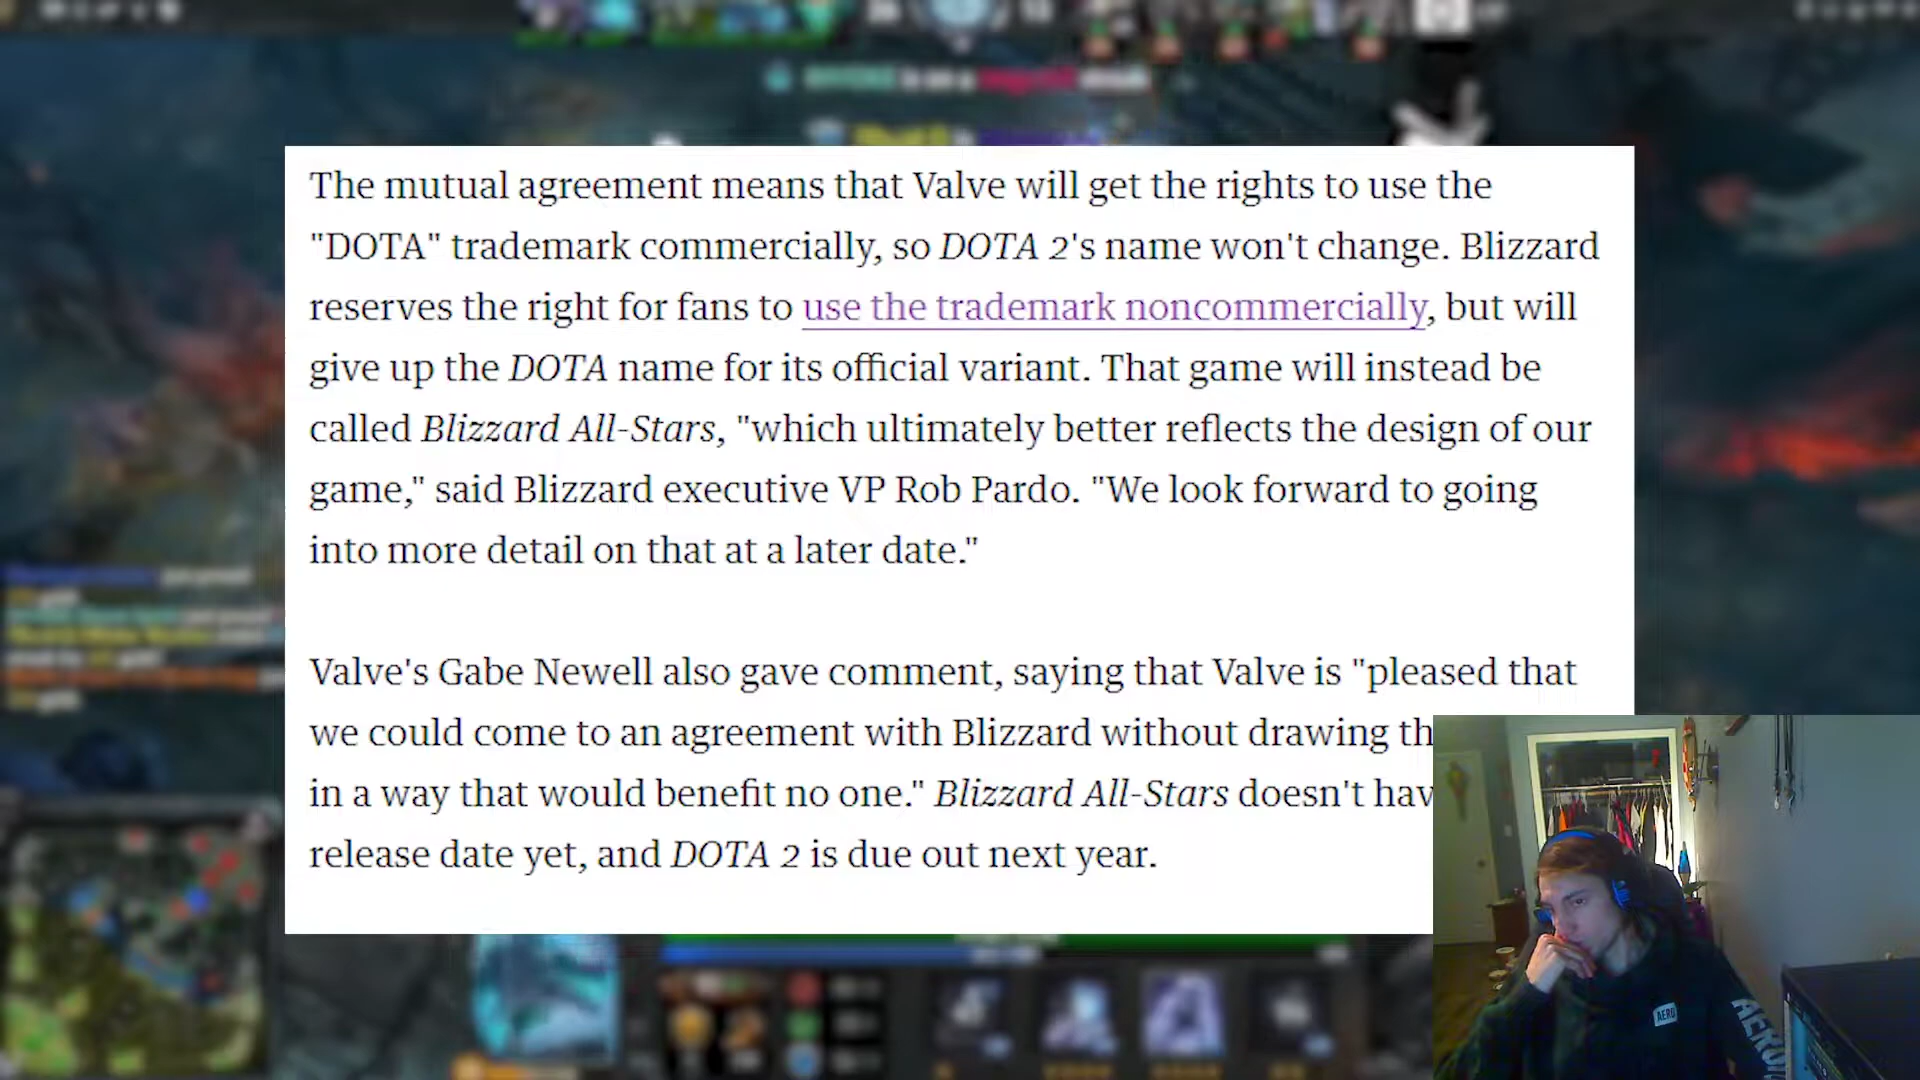 The mutual agreement means that Valve will get the rights to use the
"DOTA" trademark commercially, so DOTA 2's name won't change. Blizzard
reserves the right for fans to use the trademark noncommercially, but will
give up the DOTA name for its official variant. That game will instead be
called Blizzard All-Stars, "which ultimately better reflects the design of our
game," said Blizzard executive VP Rob Pardo. "We look forward to going
into more detail on that at a later date."
Valve's Gabe Newell also gave comment, saying that Valve is "pleased that
we could come to an agreement with Blizzard without drawing th
in a way that would benefit no one." Blizzard All-Stars doesn't hav
release date yet, and DOTA 2 is due out next year.
AERO